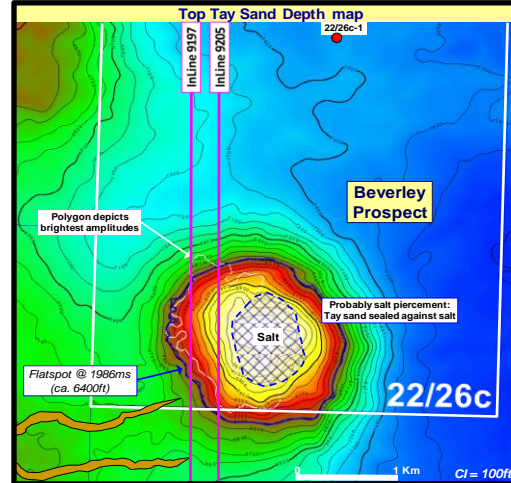 Top Tay Sand Depth map
22/26c-1
InLine 9197
InLine 9205
Beverley
Prospect
Polygon depicts
brightest amplitudes
Probably salt piercement:
Tay sand sealed against salt
Salt
Flatspot @ 1986ms
(ca. 6400ft)
22/26c
0
1 Km
CI = 100ft